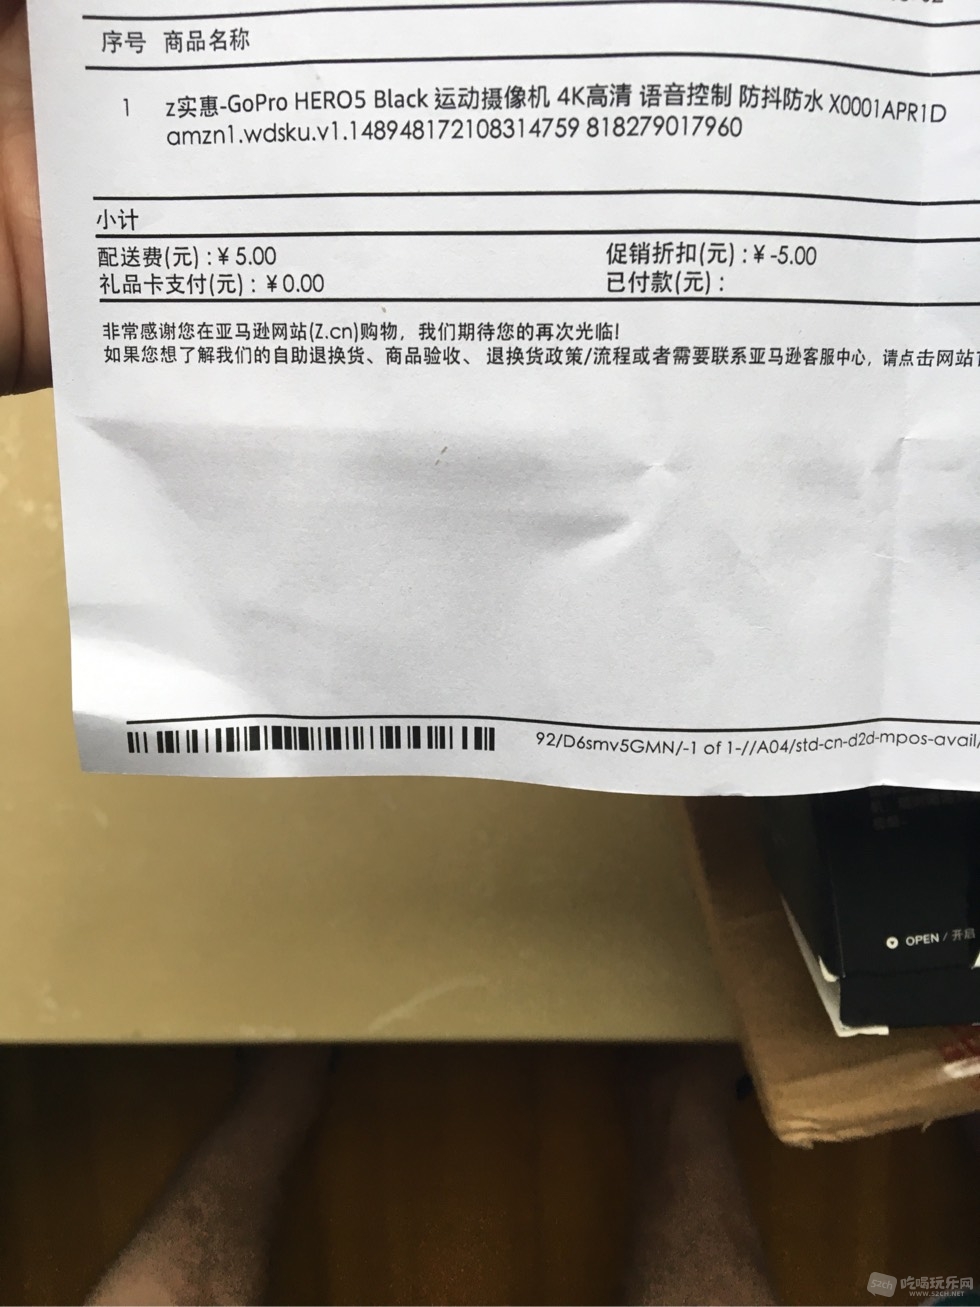 序号 商品名称
1 z实惠-GoPro HERO5 Black 运动摄像机 4K高清 语音控制 防抖防水 X0001APR1D
amzn1.wdsku.v1.1489481721083147​59 818279017960
小计
配送费(元) : ¥ 5.00 促销折扣(元) : ¥ -5.00
礼品卡支付(元) : ¥ 0.00 已付款(元) :
非常感谢您在亚马逊网站(Z.cn)购物，我们期待您的再次光临!
如果您想了解我们的自助退换货、商品验收、 退换货政策/流程或者需要联系亚马逊客服中心，请点击网站
92/D6smv5GMN/-1 of 1-//A04/std-cn-d2d-mpos-avail/
OPEN / 开启
szch 吃喝玩乐网
WWW.SZCH.NET